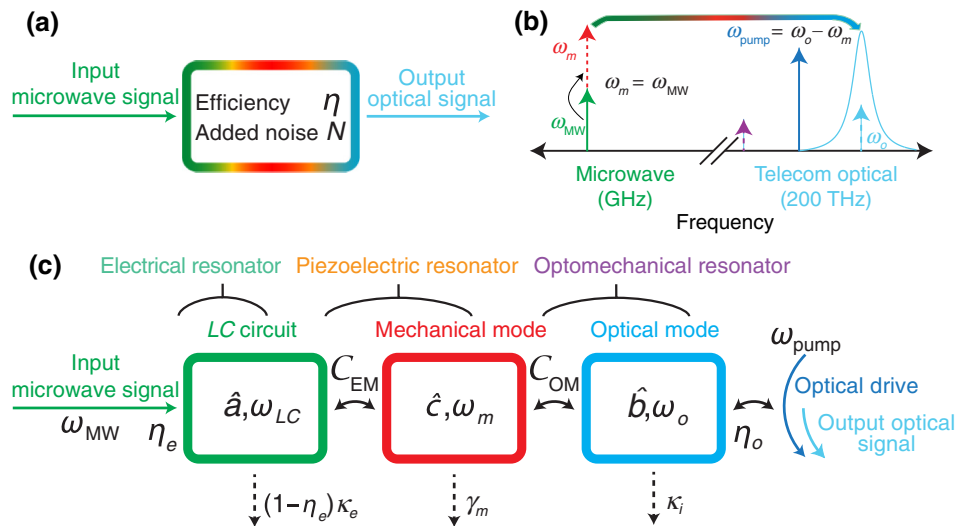 (a)
Input
microwave signal
Efficiency η
Added noise N
Output
optical signal
(b)
ω_m
ω_MW
ω_m = ω_MW
ω_pump = ω_o − ω_m
ω_o
Microwave
(GHz)
Telecom optical
(200 THz)
Frequency
(c)
Electrical resonator
Piezoelectric resonator
Optomechanical resonator
LC circuit
Mechanical mode
Optical mode
Input
microwave signal
ω_MW
η_e
â,ω_LC
C_EM
ĉ,ω_m
C_OM
b̂,ω_o
η_o
ω_pump
Optical drive
Output optical
signal
(1−η_e)κ_e
γ_m
κ_i